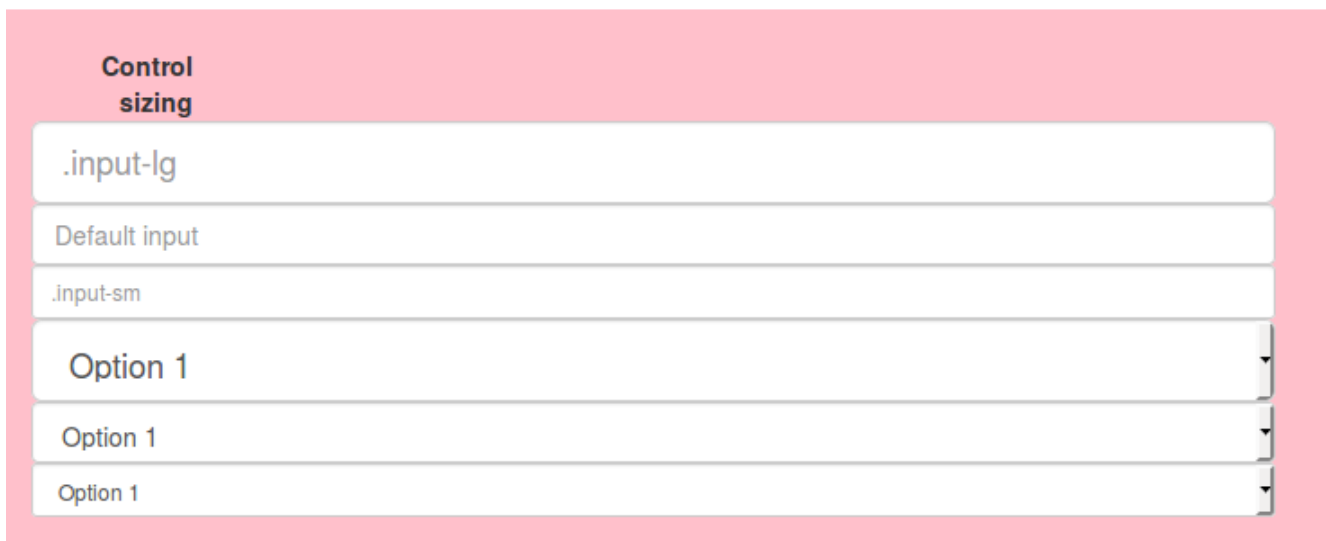 Control
sizing
.input-lg
Default input
.input-sm
Option 1
Option 1
Option 1